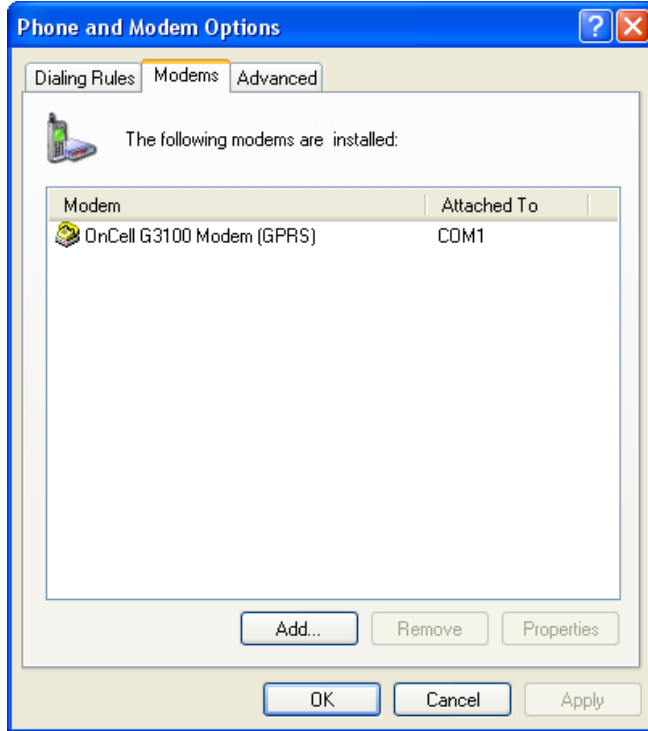 Phone and Modem Options
?
Dialing Rules Modems Advanced
The following modems are installed:
Modem Attached To
OnCell G3100 Modem (GPRS) COM1
Add... Remove Properties
OK Cancel Apply